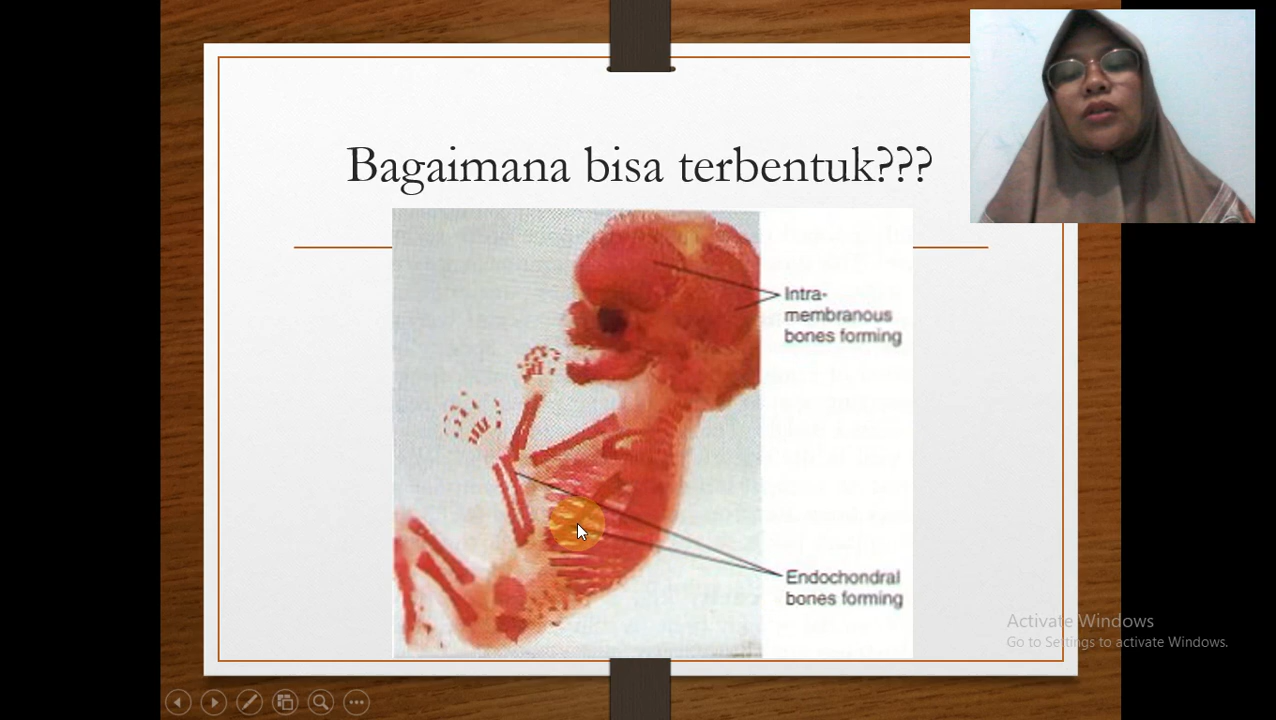 Bagaimana bisa terbentuk???
Intra-
membranous
bones forming
Endochondral
bones forming
Activate Windows
Go to Settings to activate Windows.